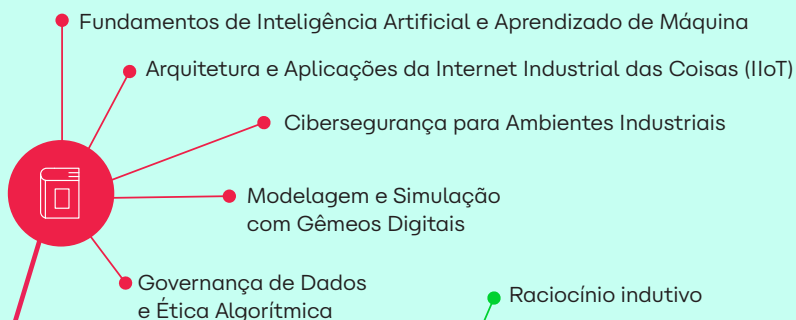 Fundamentos de Inteligência Artificial e Aprendizado de Máquina
Arquitetura e Aplicações da Internet Industrial das Coisas (IIoT)
Cibersegurança para Ambientes Industriais
Modelagem e Simulação
com Gêmeos Digitais
Governança de Dados
e Ética Algorítmica
Raciocínio indutivo